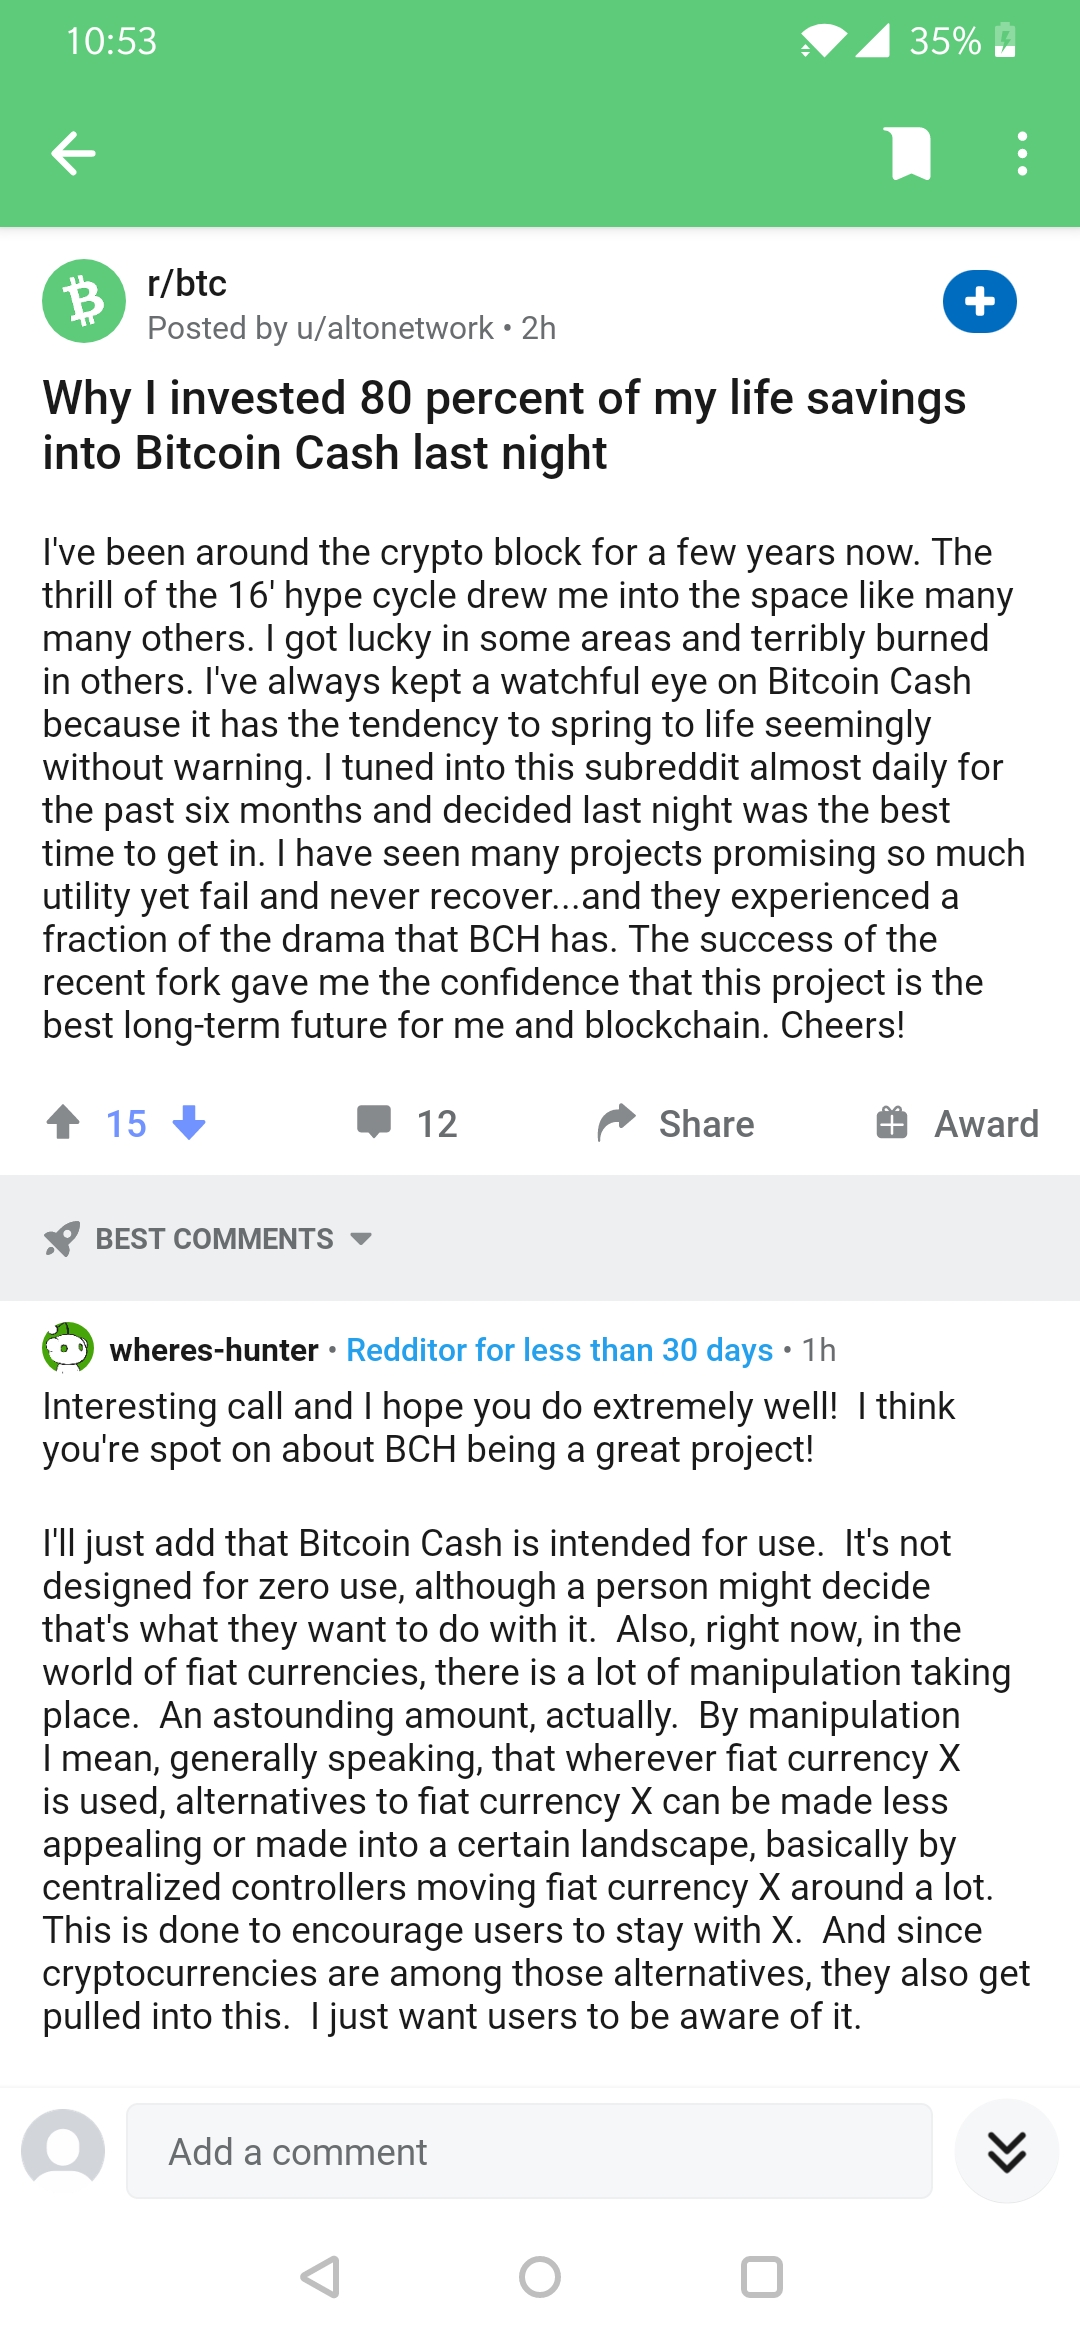 10:53
35%
r/btc
Posted by u/altonetwork • 2h
Why I invested 80 percent of my life savings
into Bitcoin Cash last night
I've been around the crypto block for a few years now. The
thrill of the 16' hype cycle drew me into the space like many
many others. I got lucky in some areas and terribly burned
in others. I've always kept a watchful eye on Bitcoin Cash
because it has the tendency to spring to life seemingly
without warning. I tuned into this subreddit almost daily for
the past six months and decided last night was the best
time to get in. I have seen many projects promising so much
utility yet fail and never recover...and they experienced a
fraction of the drama that BCH has. The success of the
recent fork gave me the confidence that this project is the
best long-term future for me and blockchain. Cheers!
15
12
Share
Award
BEST COMMENTS
wheres-hunter • Redditor for less than 30 days • 1h
Interesting call and I hope you do extremely well!  I think
you're spot on about BCH being a great project!
I'll just add that Bitcoin Cash is intended for use.  It's not
designed for zero use, although a person might decide
that's what they want to do with it.  Also, right now, in the
world of fiat currencies, there is a lot of manipulation taking
place.  An astounding amount, actually.  By manipulation
I mean, generally speaking, that wherever fiat currency X
is used, alternatives to fiat currency X can be made less
appealing or made into a certain landscape, basically by
centralized controllers moving fiat currency X around a lot.
This is done to encourage users to stay with X.  And since
cryptocurrencies are among those alternatives, they also get
pulled into this.  I just want users to be aware of it.
Add a comment